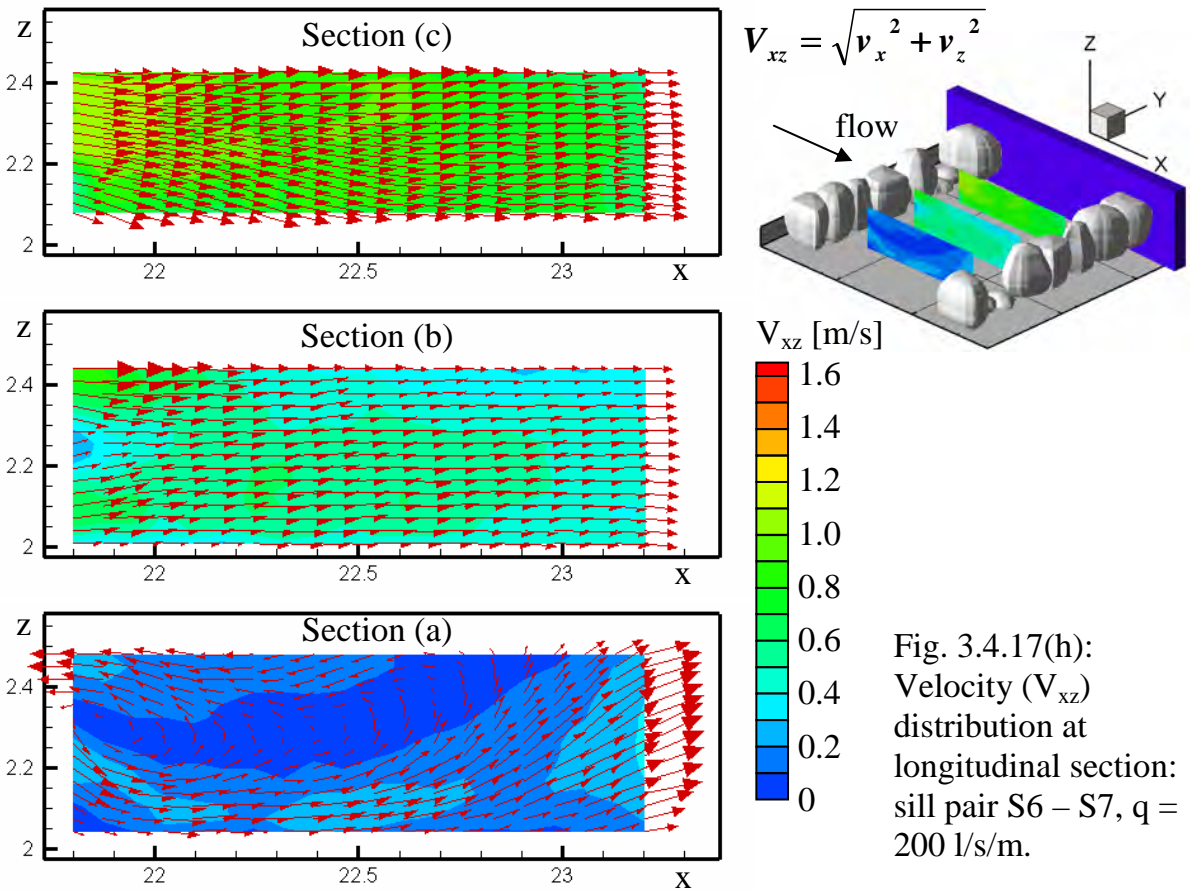 Section (c)
z
2.4
2.2
2
22
22.5
23
x
V_xz = √(v_x² + v_z²)
flow
Z
Y
X
Section (b)
z
2.4
2.2
2
22
22.5
23
x
V_xz [m/s]
1.6
1.4
1.2
1.0
0.8
0.6
0.4
0.2
0
Section (a)
z
2.4
2.2
2
22
22.5
23
x
Fig. 3.4.17(h):
Velocity (V_xz)
distribution at
longitudinal section:
sill pair S6 – S7, q =
200 l/s/m.